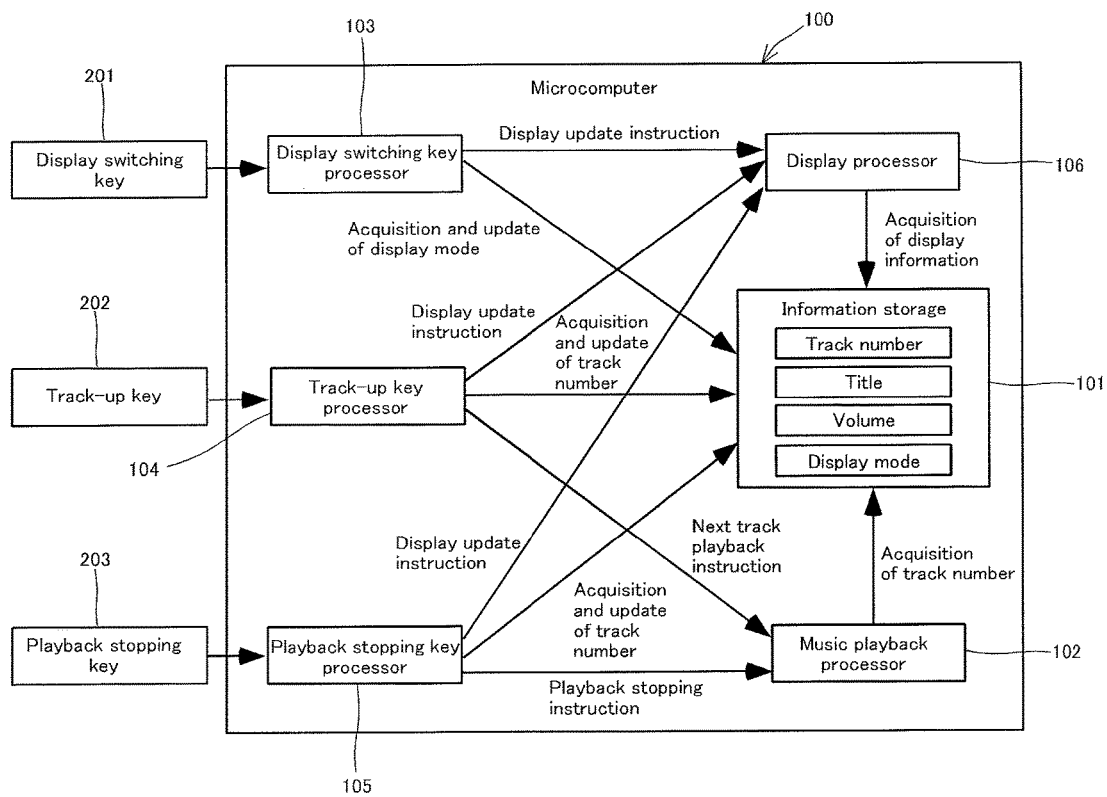 100
103
201
Microcomputer
Display switching
key
Display switching key
processor
Display update instruction
Display processor
106
Acquisition and update
of display mode
Acquisition
of display
information
202
Display update
instruction
Acquisition
and update
of track
number
Information storage
Track number
Title
Volume
Display mode
101
Track-up key
Track-up key
processor
104
203
Display update
instruction
Next track
playback
instruction
Acquisition
of track number
Acquisition
and update
of track
number
Playback stopping
key
Playback stopping key
processor
Music playback
processor
102
Playback stopping
instruction
105